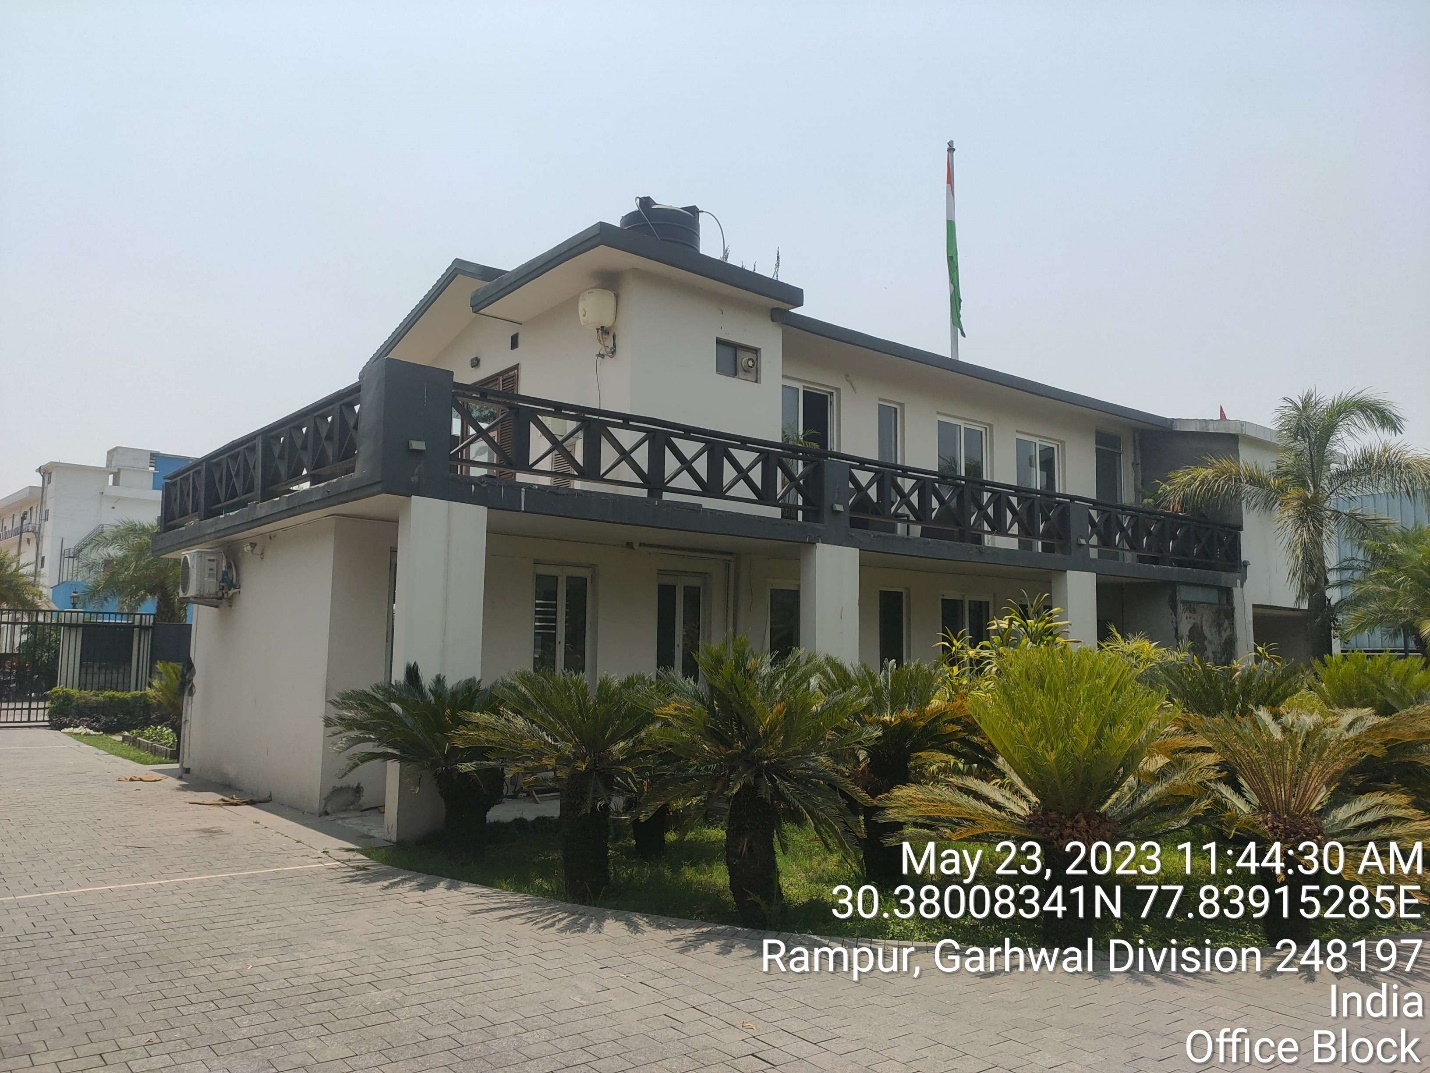 May 23, 2023 11:44:30 AM
30.38008341N 77.83915285E
Rampur, Garhwal Division 248197
India
Office Block